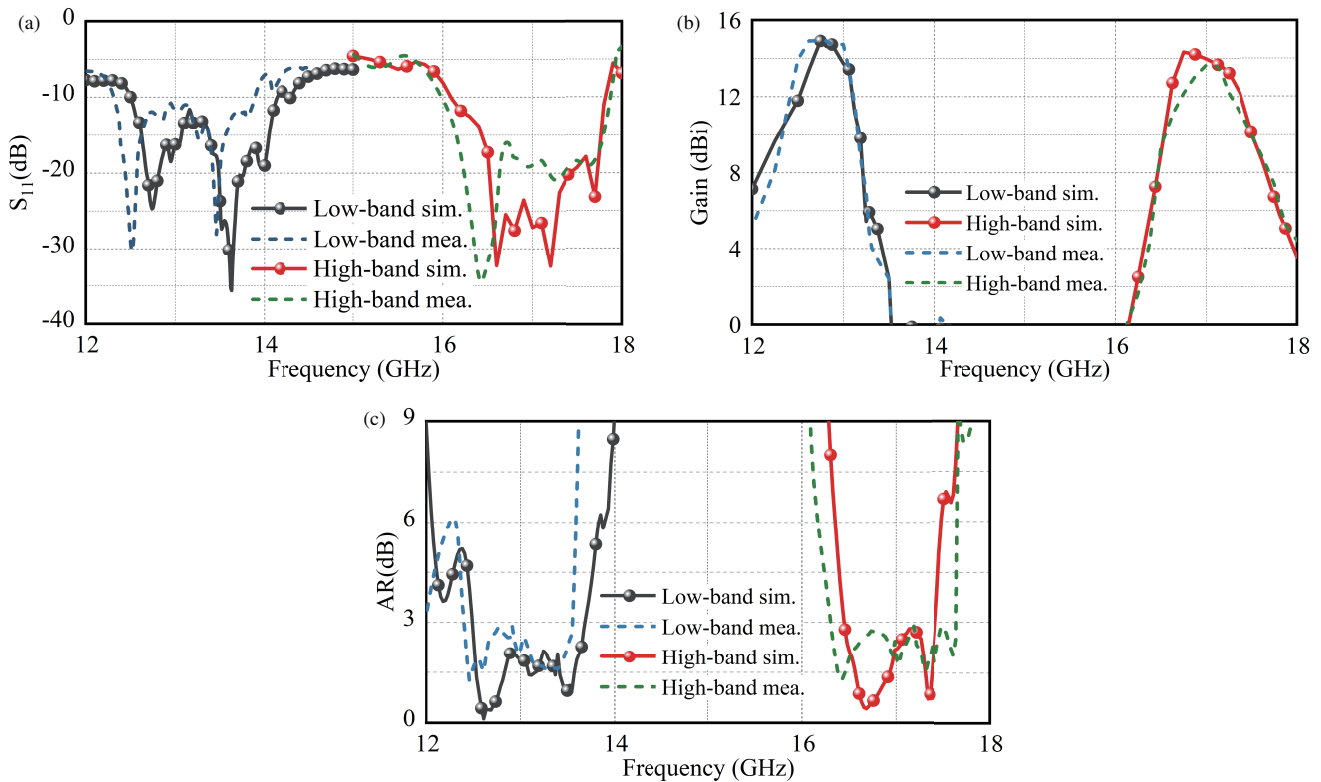 (a)
0
-10
-20
-30
-40
S11(dB)
Low-band sim.
Low-band mea.
High-band sim.
High-band mea.
12
14
16
18
Frequency (GHz)
(b)
16
12
8
4
0
Gain (dBi)
Low-band sim.
High-band sim.
Low-band mea.
High-band mea.
12
14
16
18
Frequency (GHz)
(c)
9
6
3
0
AR(dB)
Low-band sim.
Low-band mea.
High-band sim.
High-band mea.
12
14
16
18
Frequency (GHz)